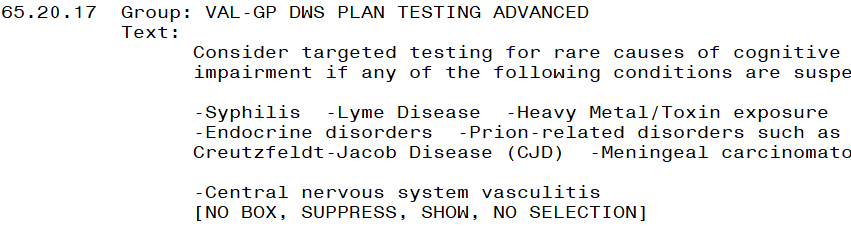 65.20.17  Group: VAL-GP DWS PLAN TESTING ADVANCED
Text:
Consider targeted testing for rare causes of cognitive
impairment if any of the following conditions are suspe
-Syphilis  -Lyme Disease  -Heavy Metal/Toxin exposure
-Endocrine disorders  -Prion-related disorders such as
Creutzfeldt-Jacob Disease (CJD)  -Meningeal carcinomato
-Central nervous system vasculitis
[NO BOX, SUPPRESS, SHOW, NO SELECTION]